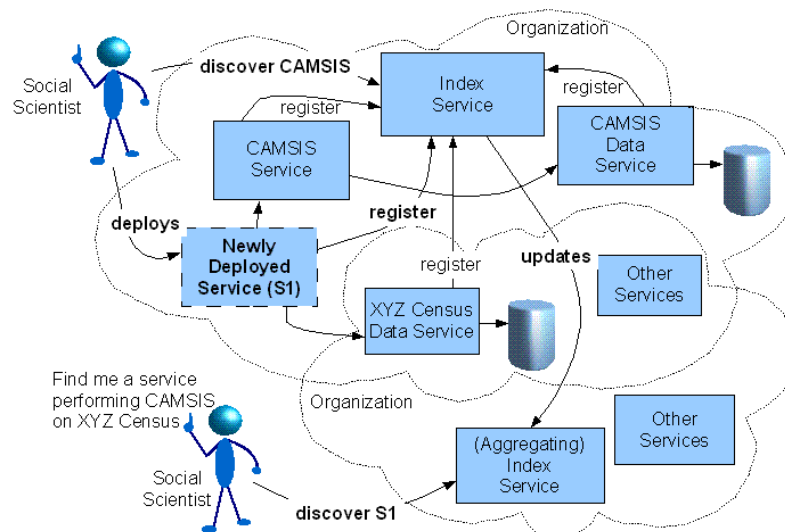 Organization
Social
Scientist
discover CAMSIS
Index
Service
register
register
CAMSIS
Service
CAMSIS
Data
Service
deploys
register
Newly
Deployed
Service (S1)
updates
register
Other
Services
XYZ Census
Data Service
Find me a service
performing CAMSIS
on XYZ Census
Organization
Other
Services
(Aggregating)
Index
Service
Social
Scientist
discover S1